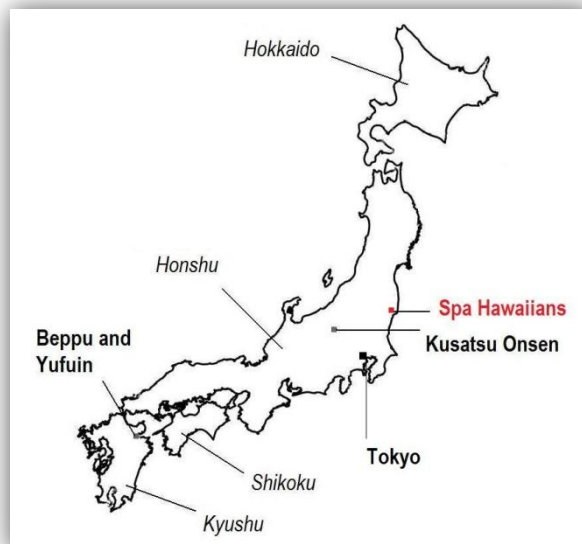 Hokkaido
Honshu
Spa Hawaiians
Kusatsu Onsen
Beppu and
Yufuin
Tokyo
Shikoku
Kyushu